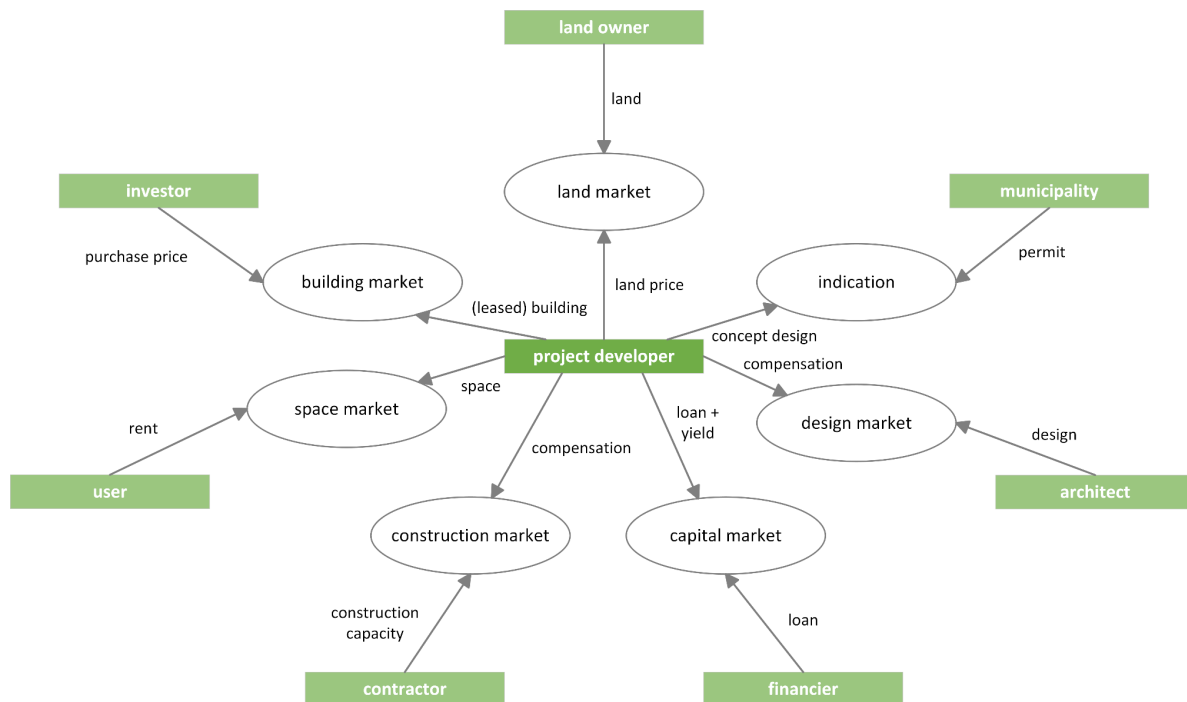 land owner
land
investor
land market
municipality
purchase price
permit
building market
land price
indication
(leased) building
concept design
project developer
compensation
space
space market
loan +
yield
design market
rent
compensation
design
user
architect
construction market
capital market
construction
capacity
loan
contractor
financier